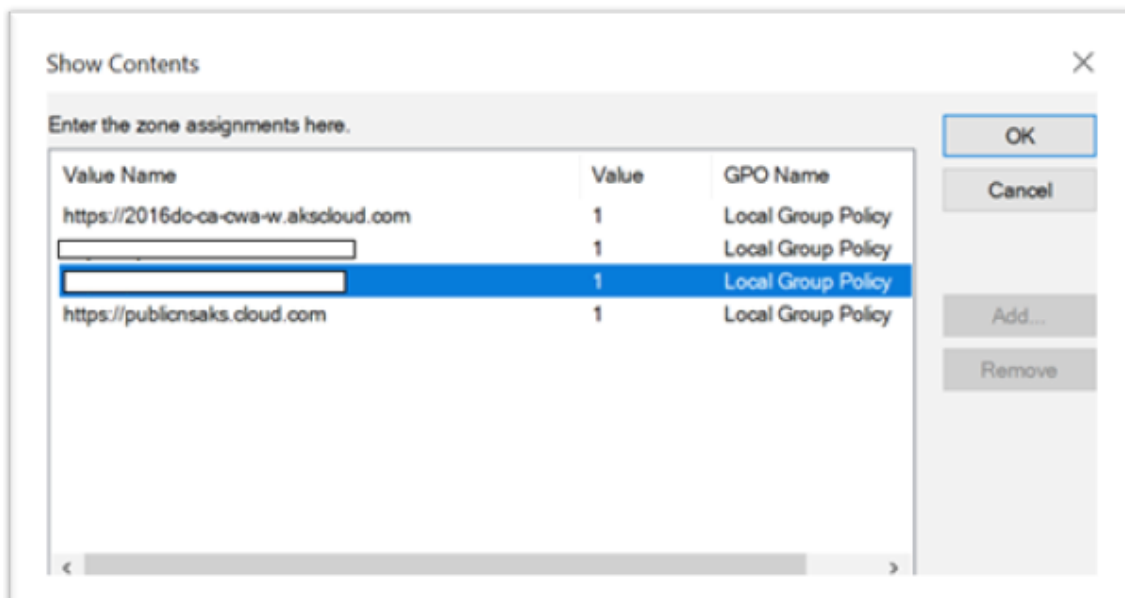 Show Contents
Enter the zone assignments here.
OK
Value Name Value GPO Name
Cancel
https://2016dc-ca-cwa-w.akscloud.com 1 Local Group Policy
1 Local Group Policy
1 Local Group Policy
https://publicnsaks.cloud.com 1 Local Group Policy
Add...
Remove